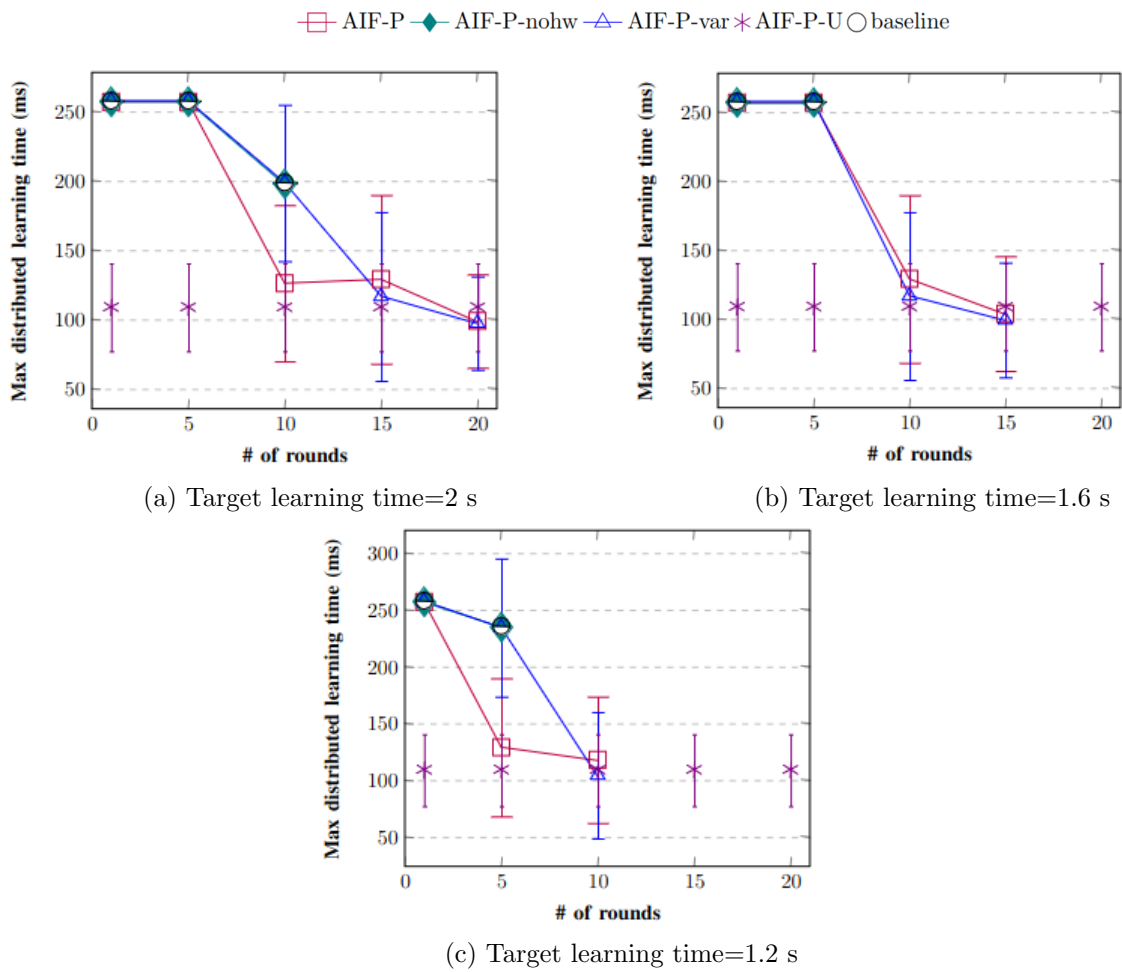 AIF-P AIF-P-nohw AIF-P-var AIF-P-U baseline
Max distributed learning time (ms)
250
200
150
100
50
0 5 10 15 20
# of rounds
(a) Target learning time=2 s
Max distributed learning time (ms)
250
200
150
100
50
0 5 10 15 20
# of rounds
(b) Target learning time=1.6 s
Max distributed learning time (ms)
300
250
200
150
100
50
0 5 10 15 20
# of rounds
(c) Target learning time=1.2 s